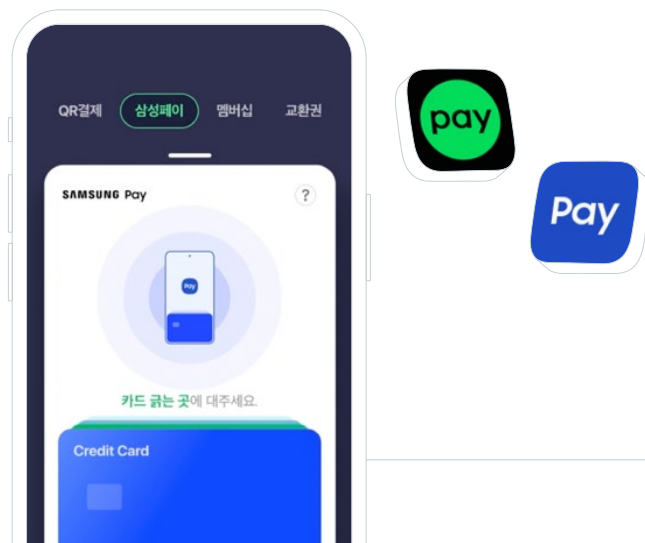 QR결제 삼성페이 멤버십 교환권
SAMSUNG Pay ?
Pay
카드 긁는 곳에 대주세요.
Credit Card
pay
Pay